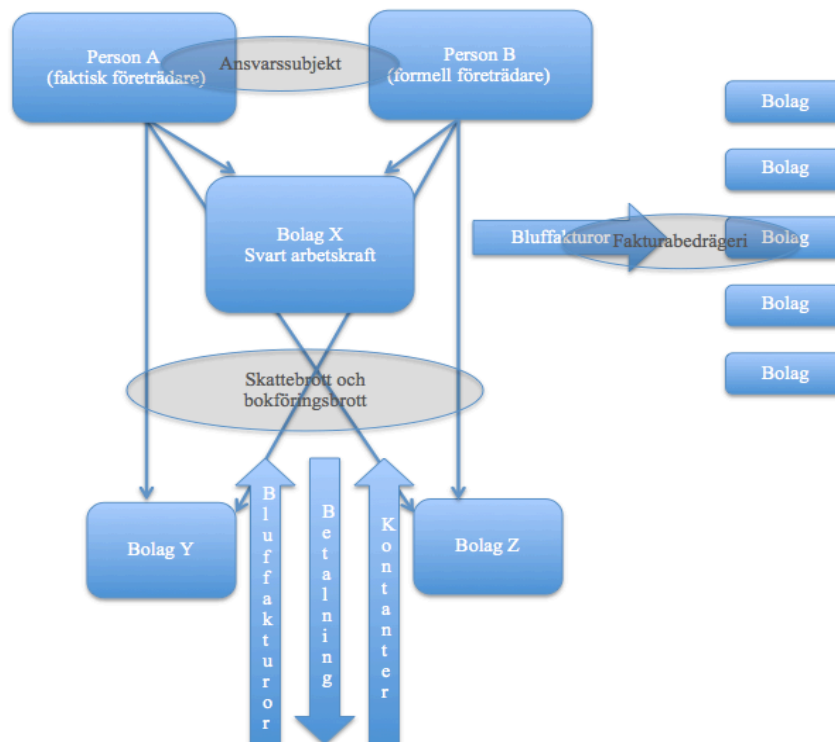 Person A
(faktisk företrädare)
Ansvarssubjekt
Person B
(formell företrädare)
Bolag
Bolag
Bolag X
Svart arbetskraft
Bluffakturor
Fakturabedrägeri
Bolag
Bolag
Bolag
Skattebrott och
bokföringsbrott
Bolag Y
Bluffakturor
Betalning
Kontanter
Bolag Z